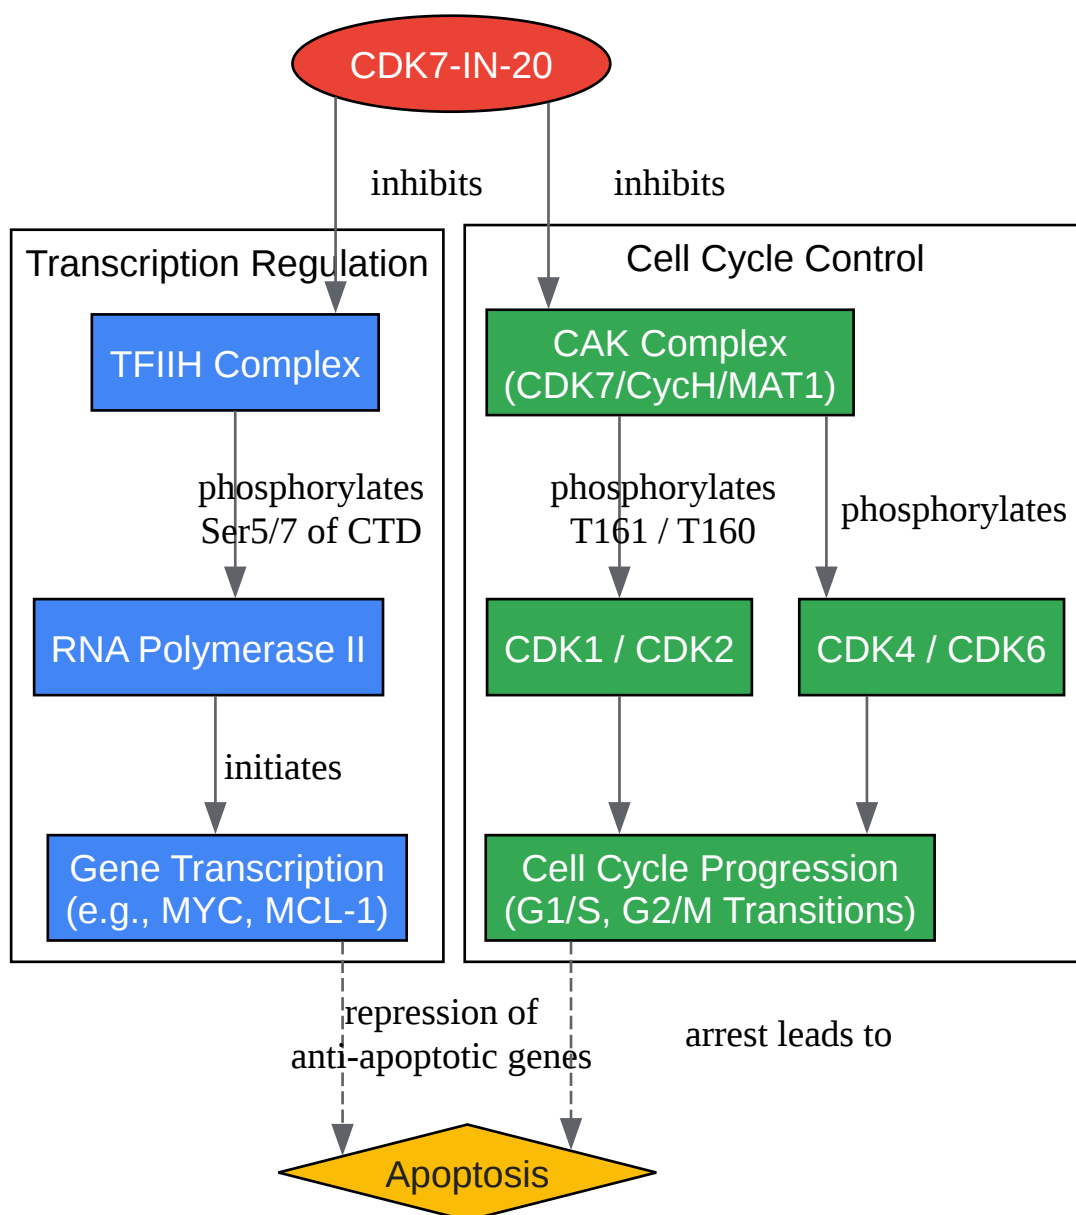 CDK7-IN-20
inhibits
inhibits
Transcription Regulation
Cell Cycle Control
TFIIH Complex
CAK Complex
(CDK7/CycH/MAT1)
phosphorylates
Ser5/7 of CTD
phosphorylates
T161 / T160
phosphorylates
RNA Polymerase II
CDK1 / CDK2
CDK4 / CDK6
initiates
Gene Transcription
(e.g., MYC, MCL-1)
Cell Cycle Progression
(G1/S, G2/M Transitions)
repression of
anti-apoptotic genes
arrest leads to
Apoptosis